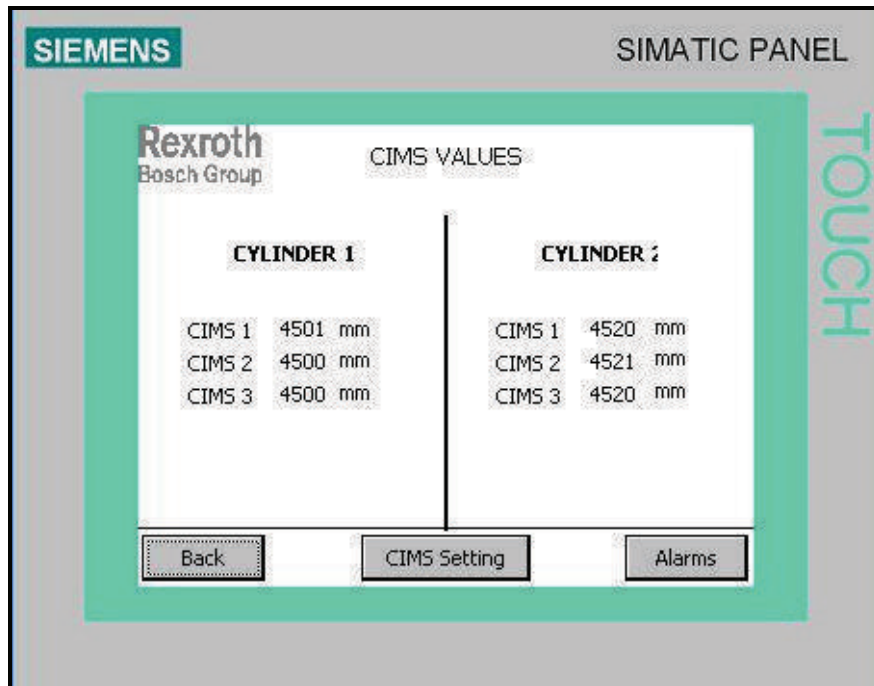 SIEMENS
SIMATIC PANEL
TOUCH
Rexroth
Bosch Group
CIMS VALUES
CYLINDER 1
CIMS 1 4501 mm
CIMS 2 4500 mm
CIMS 3 4500 mm
CYLINDER 2
CIMS 1 4520 mm
CIMS 2 4521 mm
CIMS 3 4520 mm
Back
CIMS Setting
Alarms